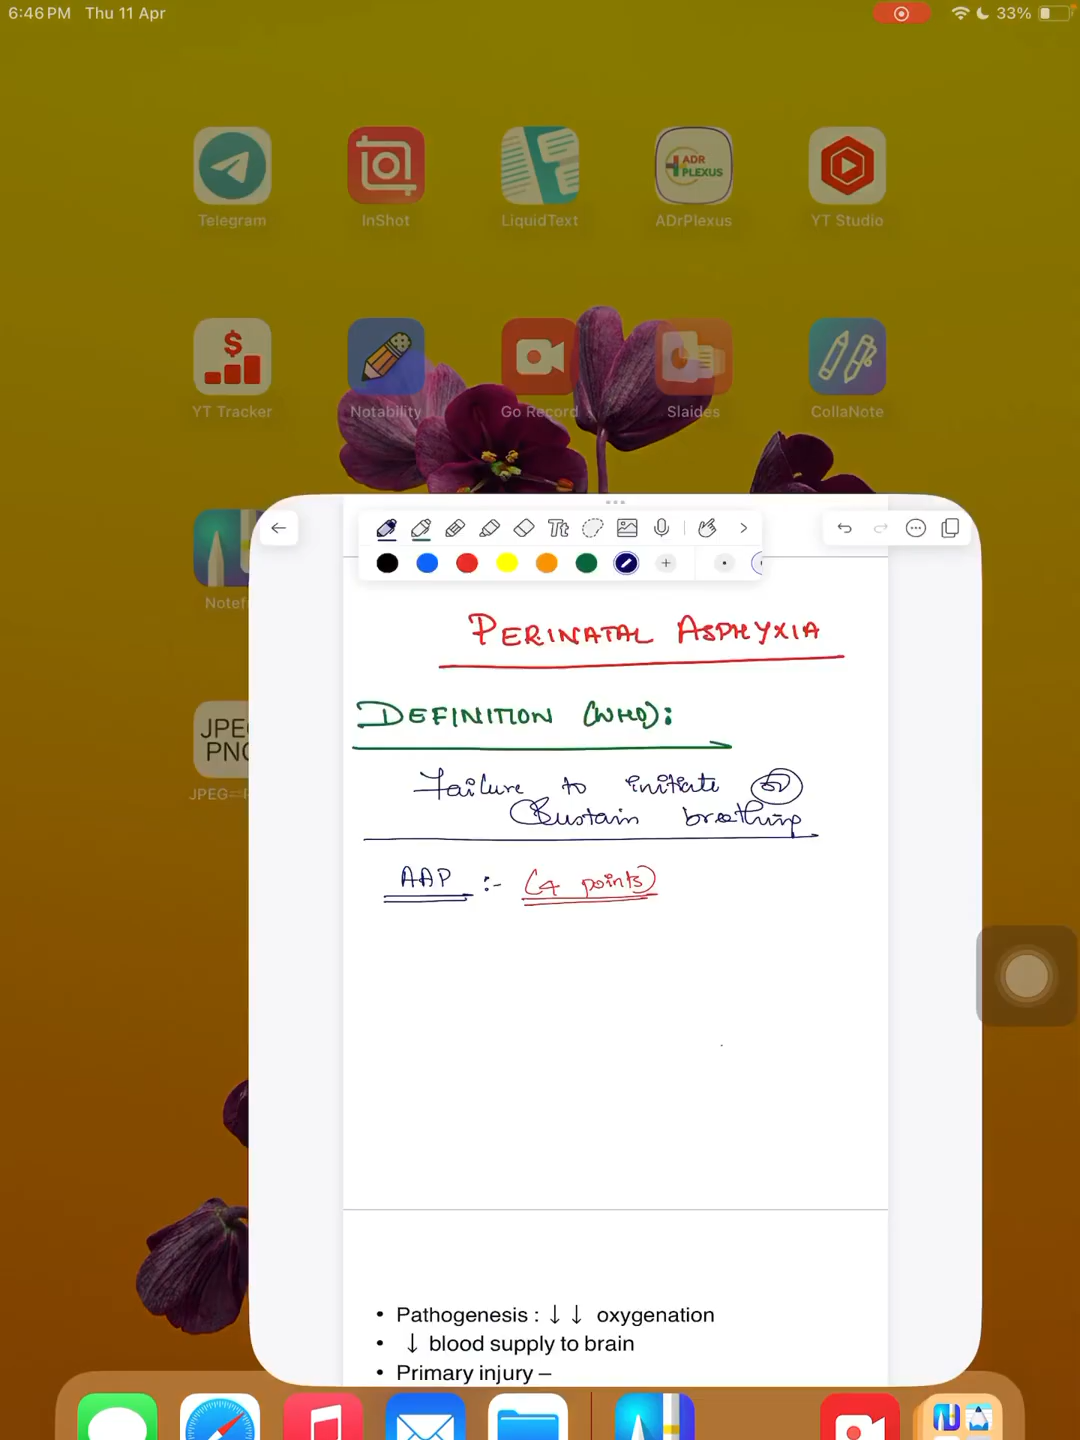 6:46 PM Thu 11 Apr
33%
Telegram
InShot
LiquidText
ADR PLEXUS
ADrPlexus
YT Studio
$
YT Tracker
Notability
Go Record
Slaides
CollaNote
Tt
PERINATAL ASPHYXIA
DEFINITION (WHO):
Failure to initiate or
Sustain breathing
AAP :- (4 points)
• Pathogenesis : ↓↓ oxygenation
• ↓ blood supply to brain
• Primary injury –